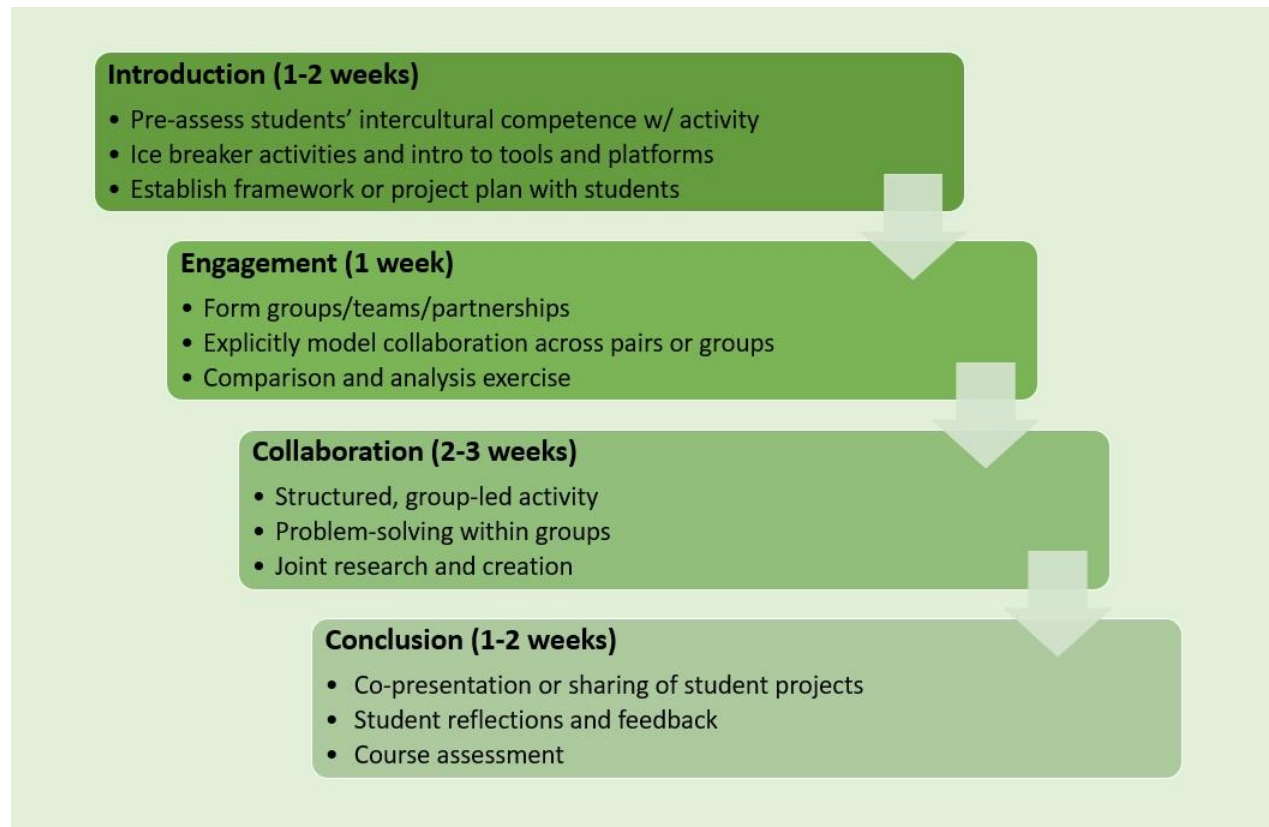 Introduction (1-2 weeks)
• Pre-assess students’ intercultural competence w/ activity
• Ice breaker activities and intro to tools and platforms
• Establish framework or project plan with students
Engagement (1 week)
• Form groups/teams/partnerships
• Explicitly model collaboration across pairs or groups
• Comparison and analysis exercise
Collaboration (2-3 weeks)
• Structured, group-led activity
• Problem-solving within groups
• Joint research and creation
Conclusion (1-2 weeks)
• Co-presentation or sharing of student projects
• Student reflections and feedback
• Course assessment